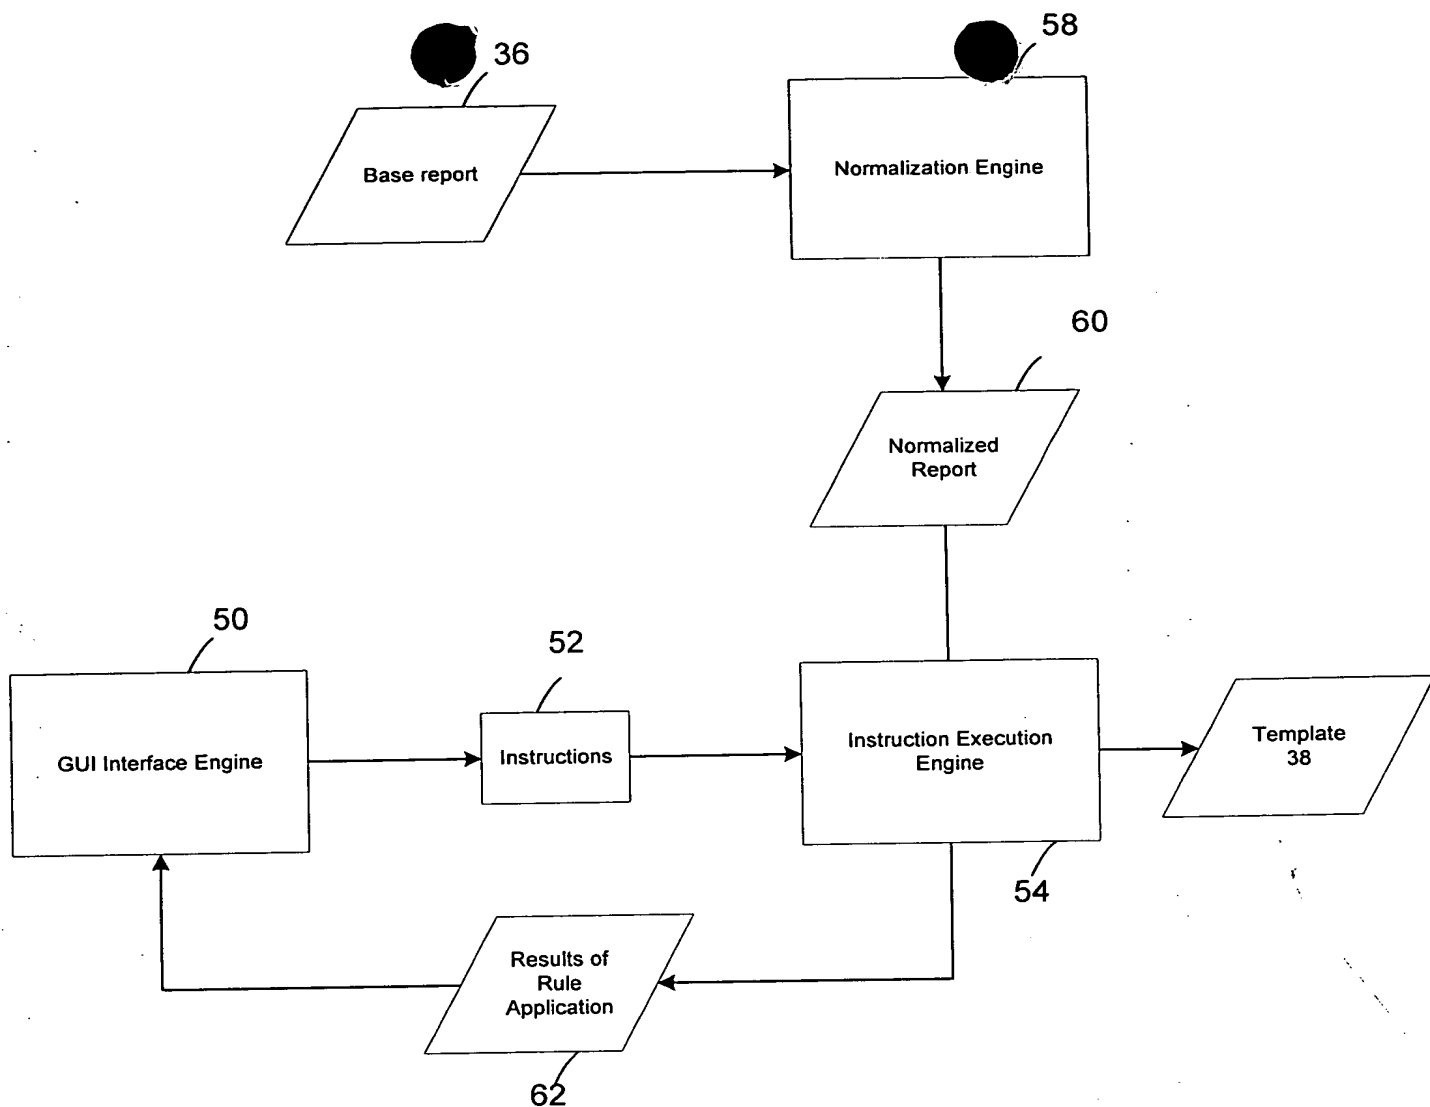 36
58
Base report
Normalization Engine
60
Normalized
Report
50
52
GUI Interface Engine
Instructions
Instruction Execution
Engine
Template
38
54
Results of
Rule
Application
62